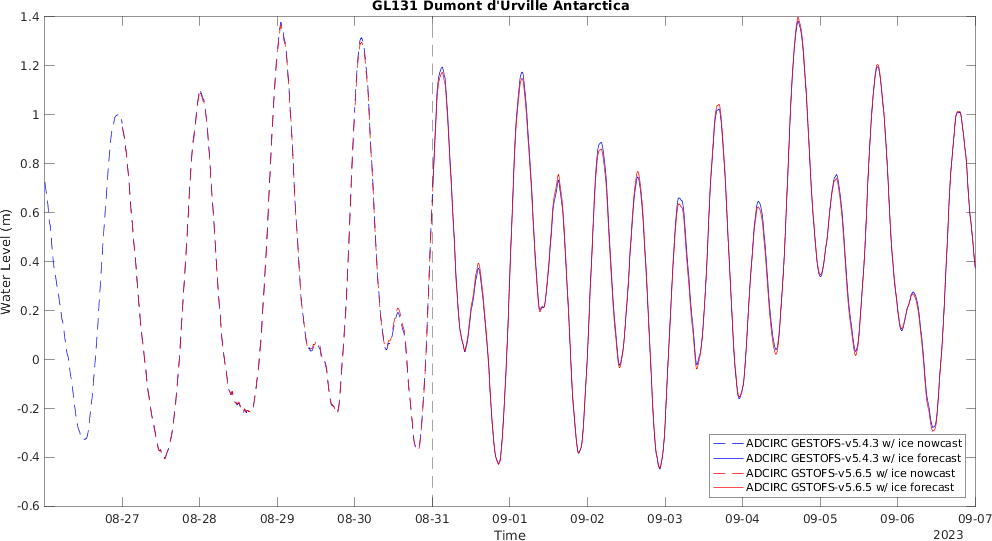 GL131 Dumont d'Urville Antarctica
1.4
1.2
1
0.8
0.6
0.4
0.2
0
-0.2
-0.4
-0.6
Water Level (m)
ADCIRC GESTOFS-v5.4.3 w/ ice nowcast
ADCIRC GESTOFS-v5.4.3 w/ ice forecast
ADCIRC GSTOFS-v5.6.5 w/ ice nowcast
ADCIRC GSTOFS-v5.6.5 w/ ice forecast
08-27 08-28 08-29 08-30 08-31 09-01 09-02 09-03 09-04 09-05 09-06 09-07
Time
2023